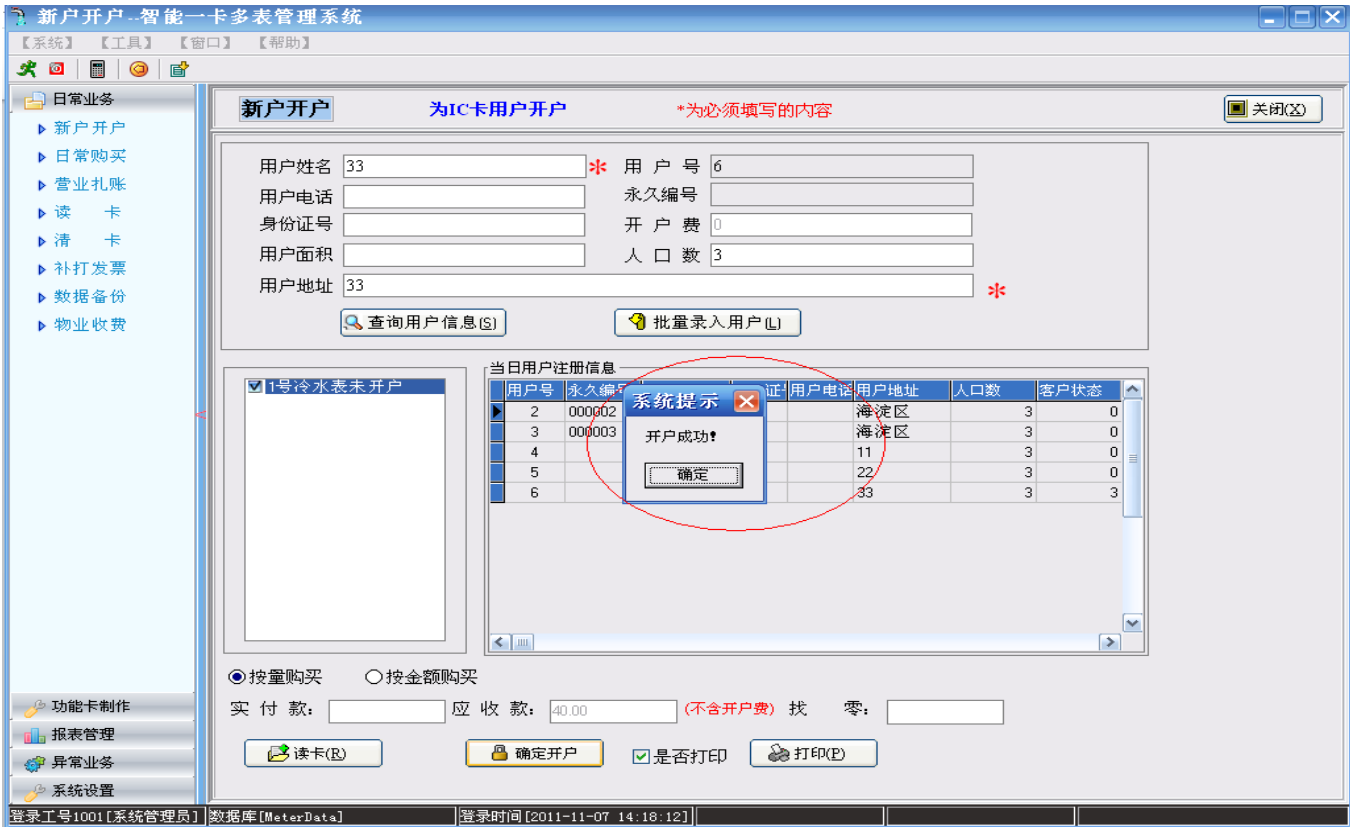 新户开户--智能一卡多表管理系统
【系统】 【工具】 【窗口】 【帮助】
日常业务
新户开户
日常购买
营业扎账
读 卡
清 卡
补打发票
数据备份
物业收费
功能卡制作
报表管理
异常业务
系统设置
新户开户 为IC卡用户开户 *为必须填写的内容 关闭(X)
用户姓名 33 * 用 户 号 6
用户电话 永久编号
身份证号 开 户 费 0
用户面积 人 口 数 3
用户地址 33 *
查询用户信息(S) 批量录入用户(L)
1号冷水表未开户
当日用户注册信息
用户号 永久编号 证 用户电话 用户地址 人口数 客户状态
2 000002 海淀区 3 0
3 000003 海淀区 3 0
4 11 3 0
5 22 3 0
6 33 3 3
系统提示
开户成功!
确定
按量购买 按金额购买
实 付 款: 应 收 款: 40.00 (不含开户费) 找 零:
读卡(R) 确定开户 是否打印 打印(P)
登录工号1001[系统管理员] 数据库[MeterData] 登录时间[2011-11-07 14:18:12]